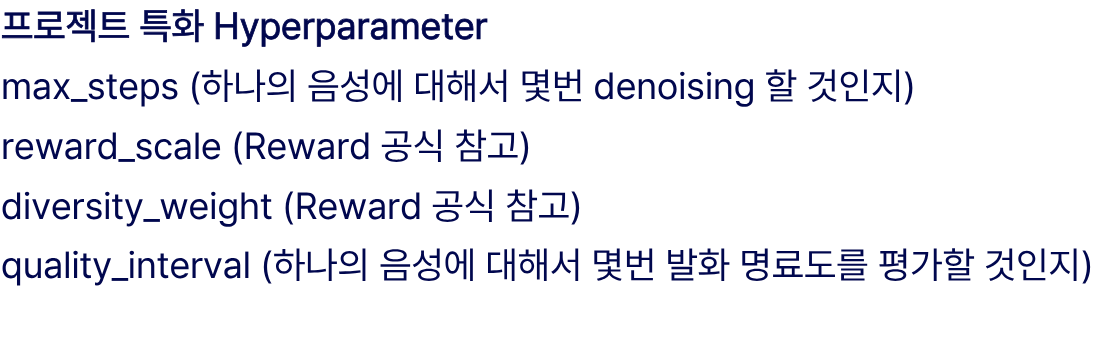 프로젝트 특화 Hyperparameter
max_steps (하나의 음성에 대해서 몇번 denoising 할 것인지)
reward_scale (Reward 공식 참고)
diversity_weight (Reward 공식 참고)
quality_interval (하나의 음성에 대해서 몇번 발화 명료도를 평가할 것인지)